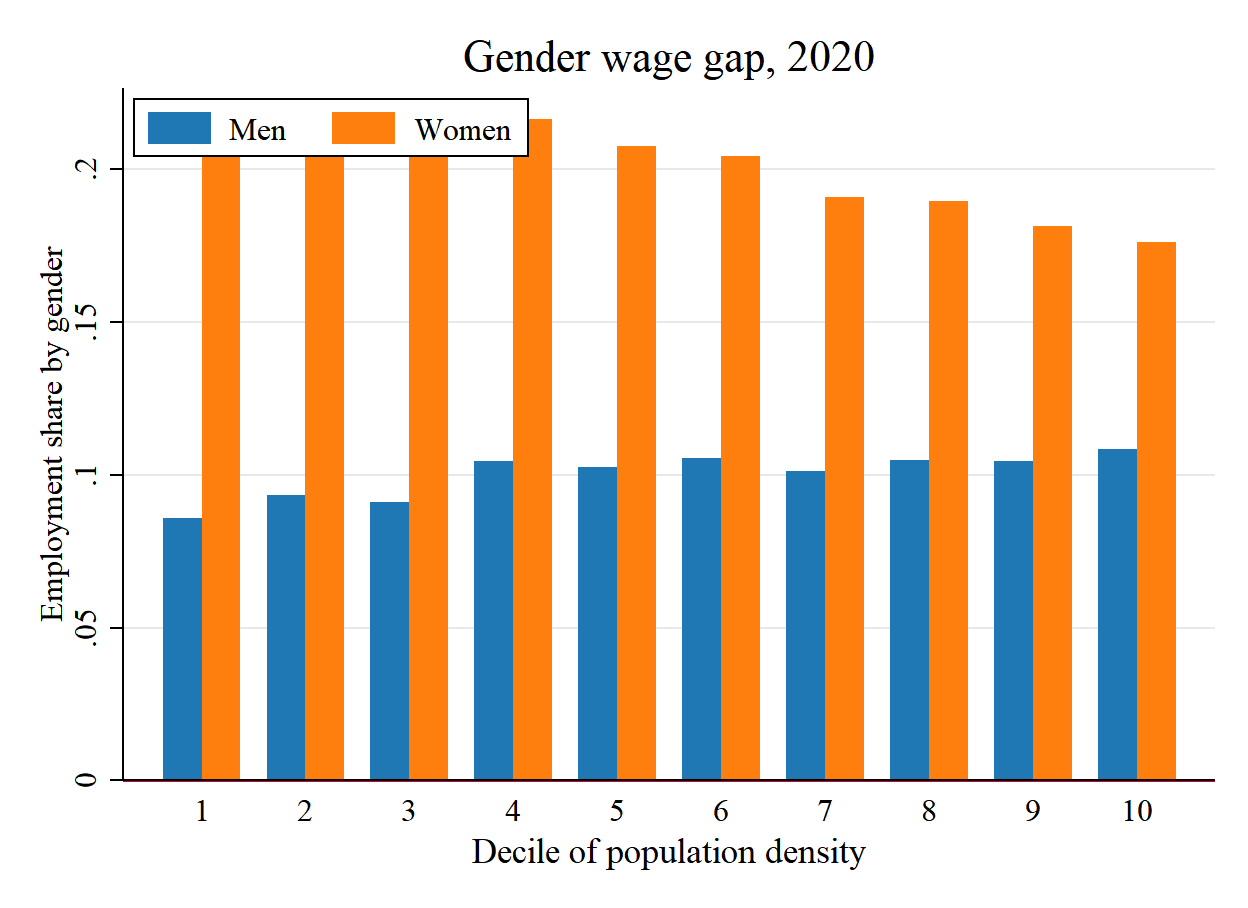 Gender wage gap, 2020
Men Women
Employment share by gender
.2
.15
.1
.05
0
1 2 3 4 5 6 7 8 9 10
Decile of population density